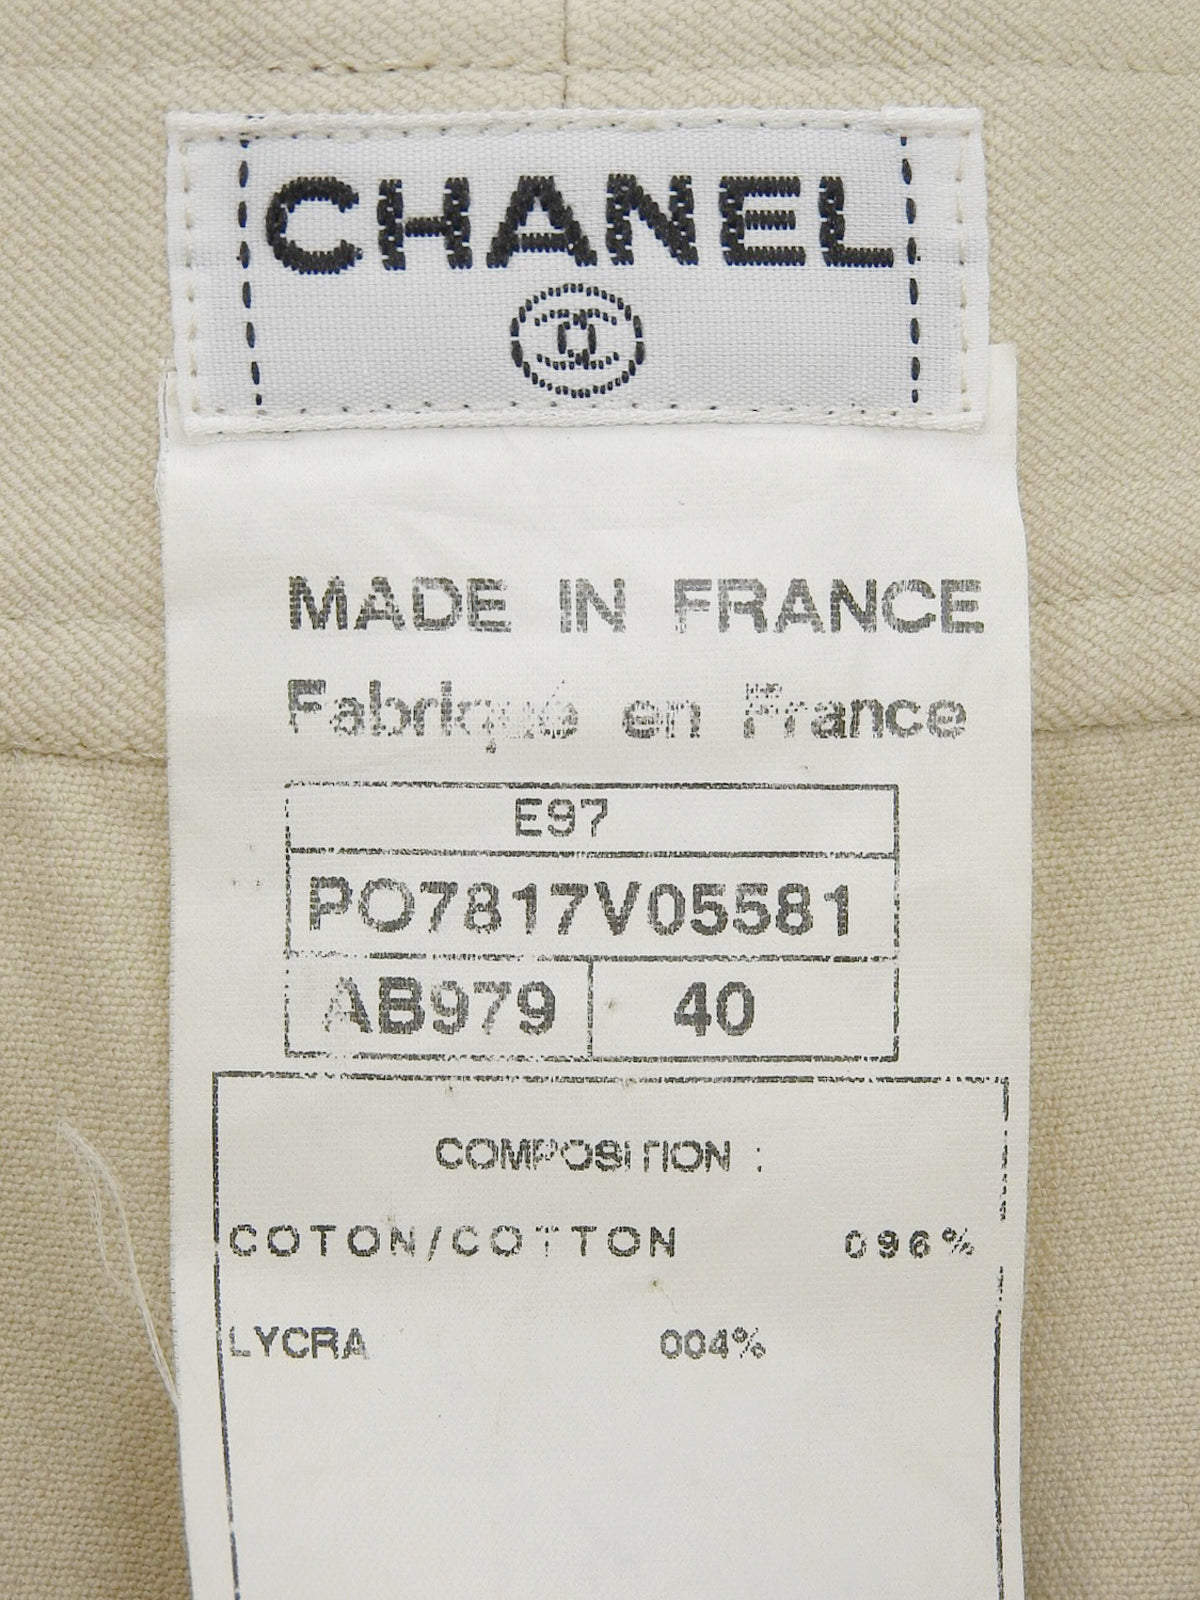 CHANEL
MADE IN FRANCE
Fabriqué en France
E97
PO7817V05581
AB979 40
COMPOSITION :
COTON/COTTON 096%
LYCRA 004%